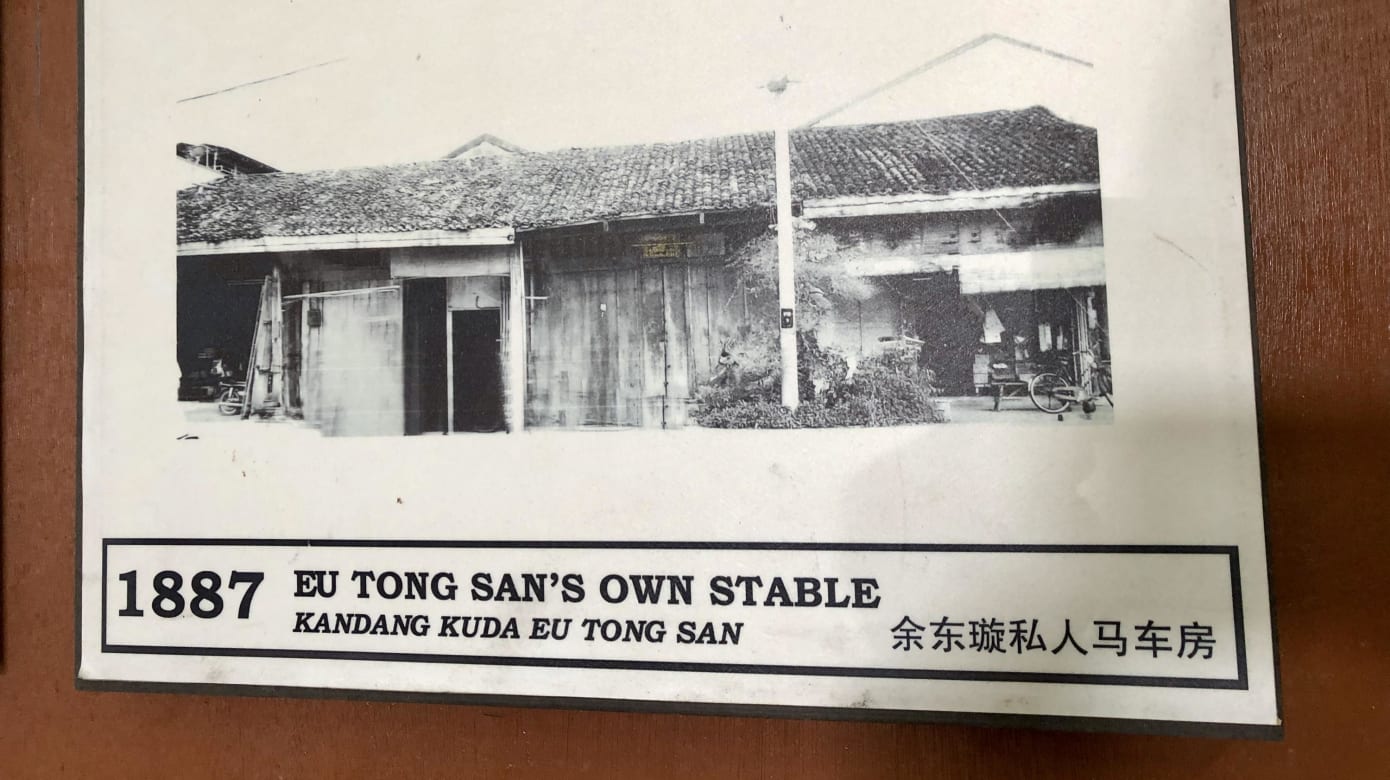 1887
EU TONG SAN'S OWN STABLE
KANDANG KUDA EU TONG SAN
余东璇私人马车房